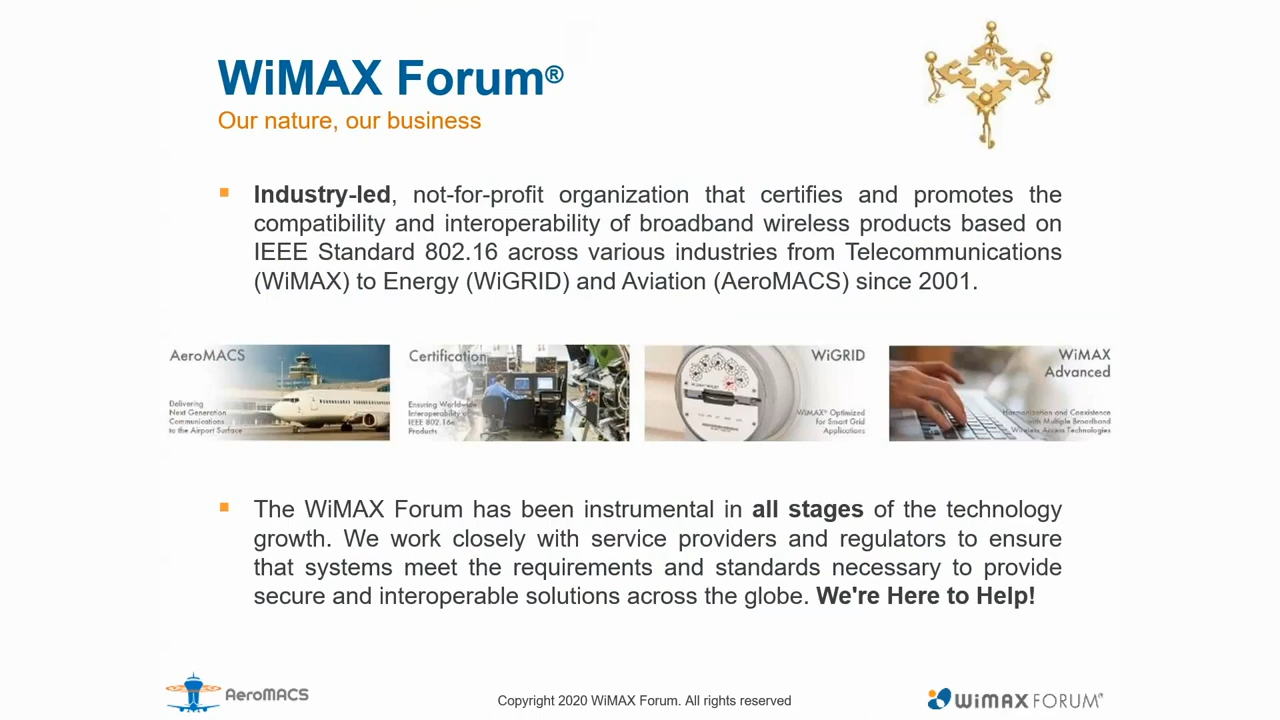 WiMAX Forum®
Our nature, our business
▪ Industry-led, not-for-profit organization that certifies and promotes the
compatibility and interoperability of broadband wireless products based on
IEEE Standard 802.16 across various industries from Telecommunications
(WiMAX) to Energy (WiGRID) and Aviation (AeroMACS) since 2001.
AeroMACS
Delivering
Next Generation
Communications
to the Airport Surface
Certification
Ensuring Worldwide
Interoperability of
IEEE 802.16e
Products
WiGRID
WiMAX® Optimized
for Smart Grid
Applications
WiMAX
Advanced
Harmonization and Coexistence
with Multiple Broadband
Wireless Access Technologies
▪ The WiMAX Forum has been instrumental in all stages of the technology
growth. We work closely with service providers and regulators to ensure
that systems meet the requirements and standards necessary to provide
secure and interoperable solutions across the globe. We're Here to Help!
AeroMACS
Copyright 2020 WiMAX Forum. All rights reserved
WiMAX FORUM